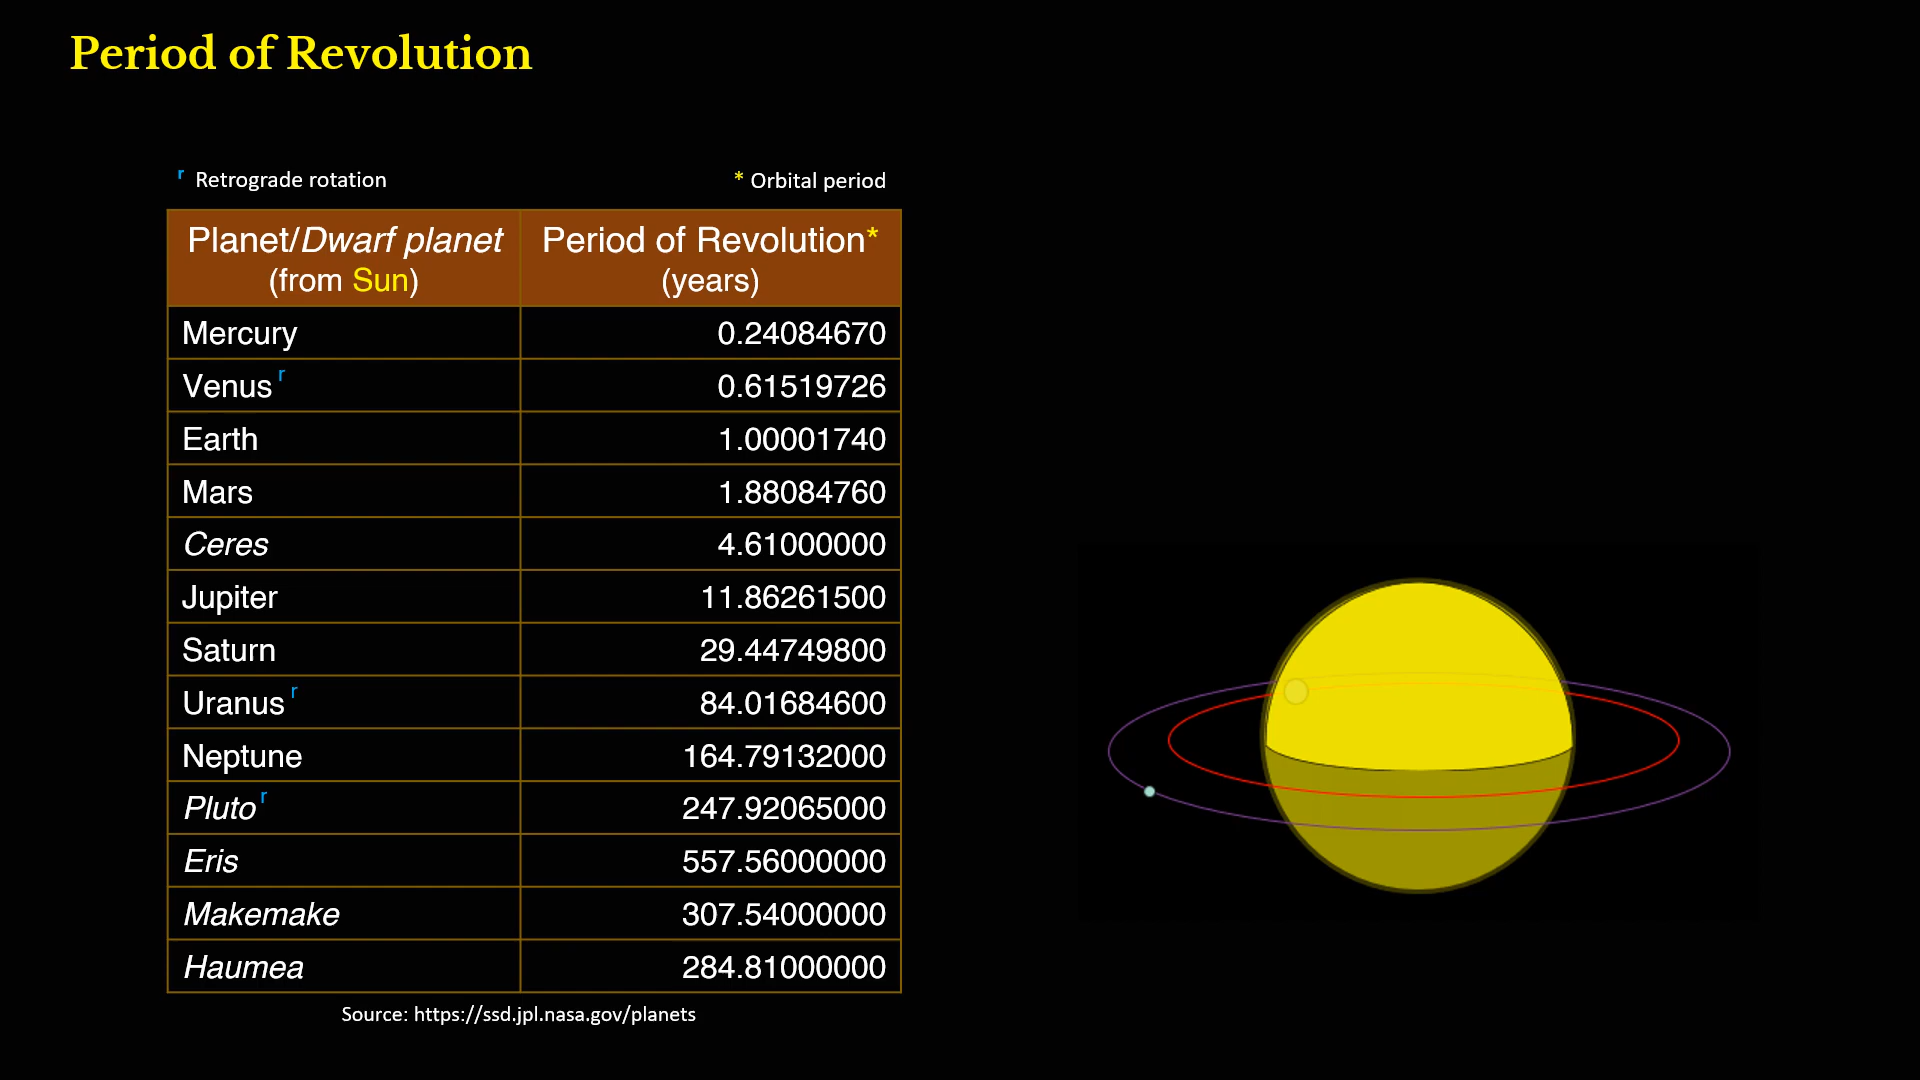 Period of Revolution
r Retrograde rotation
* Orbital period
Planet/Dwarf planet (from Sun) Period of Revolution* (years)
Mercury 0.24084670
Venus r 0.61519726
Earth 1.00001740
Mars 1.88084760
Ceres 4.61000000
Jupiter 11.86261500
Saturn 29.44749800
Uranus r 84.01684600
Neptune 164.79132000
Pluto r 247.92065000
Eris 557.56000000
Makemake 307.54000000
Haumea 284.81000000
Source: https://ssd.jpl.nasa.gov/planets